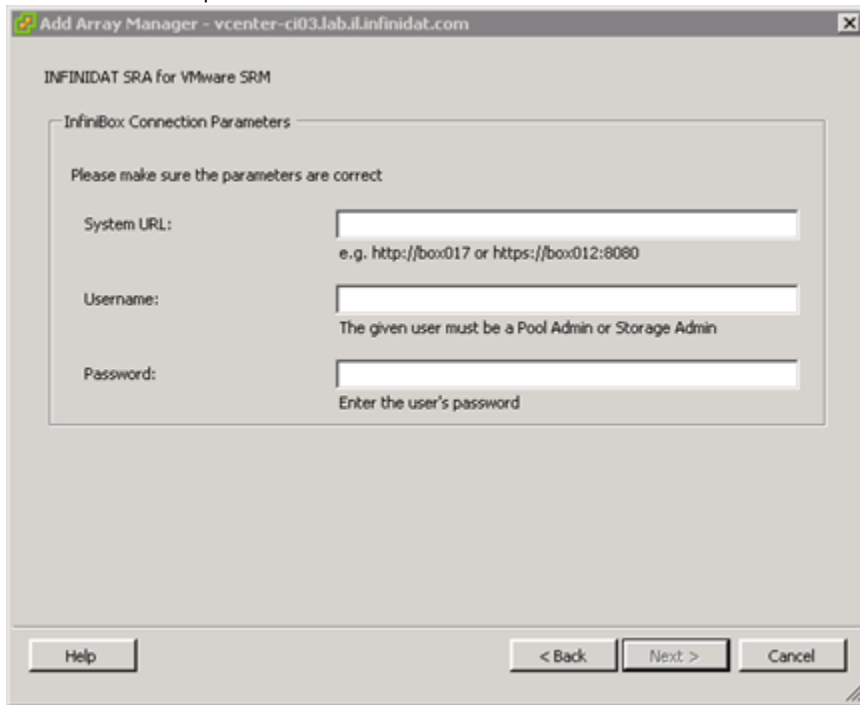 Add Array Manager - vcenter-ci03.lab.il.infinidat.com
INFINIDAT SRA for VMware SRM
InfiniBox Connection Parameters
Please make sure the parameters are correct
System URL:
e.g. http://box017 or https://box012:8080
Username:
The given user must be a Pool Admin or Storage Admin
Password:
Enter the user's password
Help
< Back
Next >
Cancel